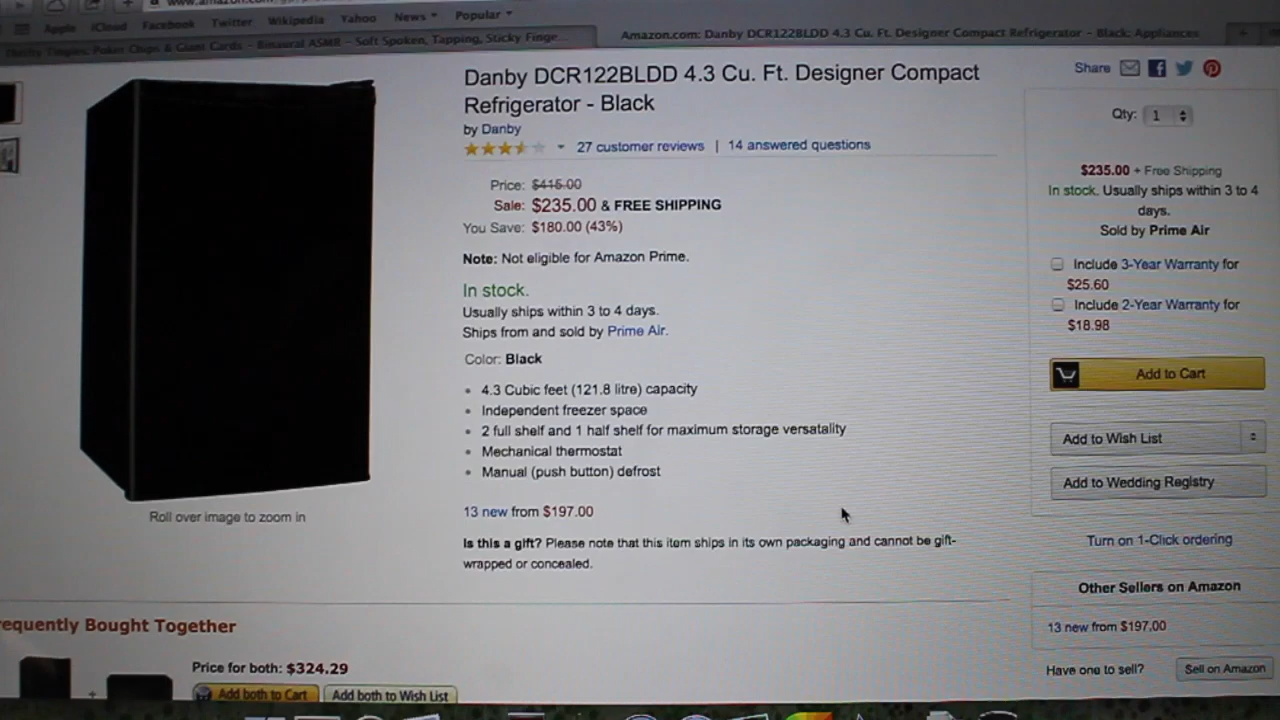 Apple iCloud Facebook Twitter Wikipedia Yahoo News Popular
Poker Chips & Giant Cards – Binaural ASMR – Soft Spoken, Tapping, Sticky Finge...
Amazon.com: Danby DCR122BLDD 4.3 Cu. Ft. Designer Compact Refrigerator – Black: Appliances
Danby DCR122BLDD 4.3 Cu. Ft. Designer Compact
Refrigerator - Black
by Danby
27 customer reviews | 14 answered questions
Price: $415.00
Sale: $235.00 & FREE SHIPPING
You Save: $180.00 (43%)
Note: Not eligible for Amazon Prime.
In stock.
Usually ships within 3 to 4 days.
Ships from and sold by Prime Air.
Color: Black
4.3 Cubic feet (121.8 litre) capacity
Independent freezer space
2 full shelf and 1 half shelf for maximum storage versatality
Mechanical thermostat
Manual (push button) defrost
13 new from $197.00
Is this a gift? Please note that this item ships in its own packaging and cannot be gift-
wrapped or concealed.
Roll over image to zoom in
Share
Qty: 1
$235.00 + Free Shipping
In stock. Usually ships within 3 to 4
days.
Sold by Prime Air
Include 3-Year Warranty for
$25.60
Include 2-Year Warranty for
$18.98
Add to Cart
Add to Wish List
Add to Wedding Registry
Turn on 1-Click ordering
Other Sellers on Amazon
13 new from $197.00
Have one to sell? Sell on Amazon
requently Bought Together
Price for both: $324.29
+
Add both to Cart Add both to Wish List